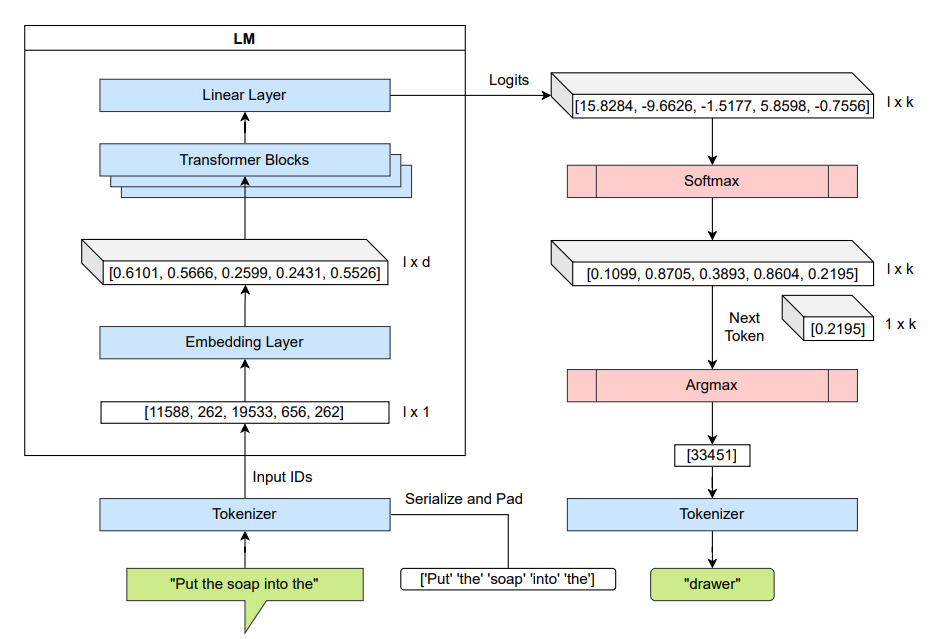 LM
Linear Layer
Logits
[15.8284, -9.6626, -1.5177, 5.8598, -0.7556]
l x k
Transformer Blocks
Softmax
[0.6101, 0.5666, 0.2599, 0.2431, 0.5526]
l x d
[0.1099, 0.8705, 0.3893, 0.8604, 0.2195]
l x k
Next
Token
[0.2195]
1 x k
Embedding Layer
Argmax
[11588, 262, 19533, 656, 262]
l x 1
[33451]
Input IDs
Serialize and Pad
Tokenizer
Tokenizer
"Put the soap into the"
['Put' 'the' 'soap' 'into' 'the']
"drawer"